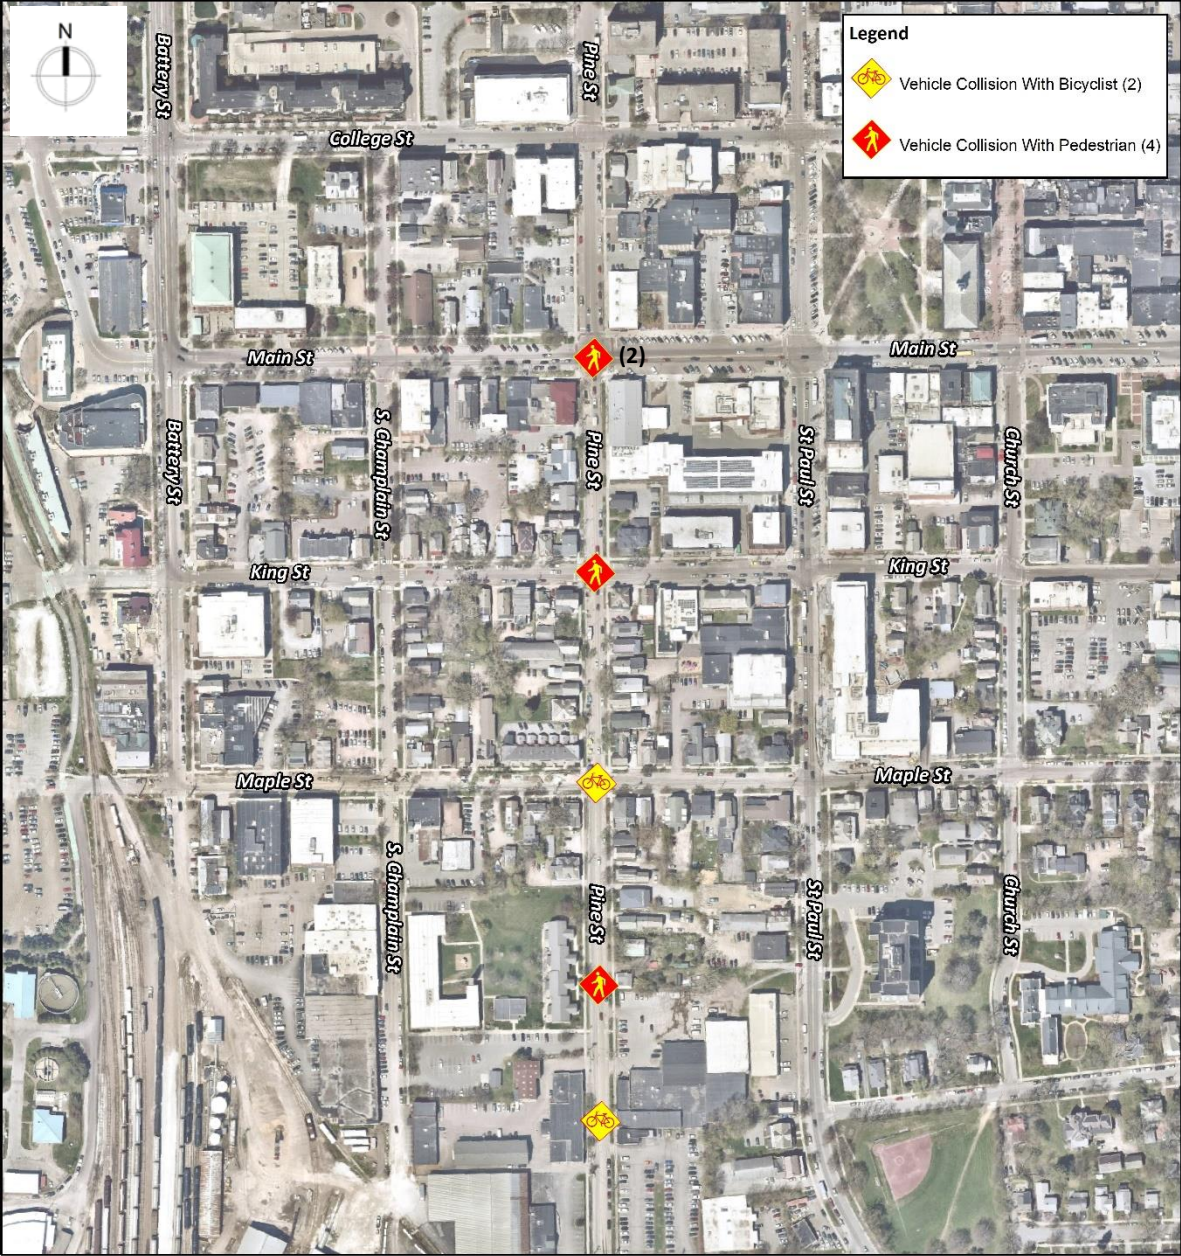 N
Legend
Vehicle Collision With Bicyclist (2)
Vehicle Collision With Pedestrian (4)
Battery St
Pine St
College St
Main St
(2)
Main St
Battery St
S. Champlain St
Pine St
St Paul St
Church St
King St
King St
Maple St
Maple St
S. Champlain St
Pine St
St Paul St
Church St